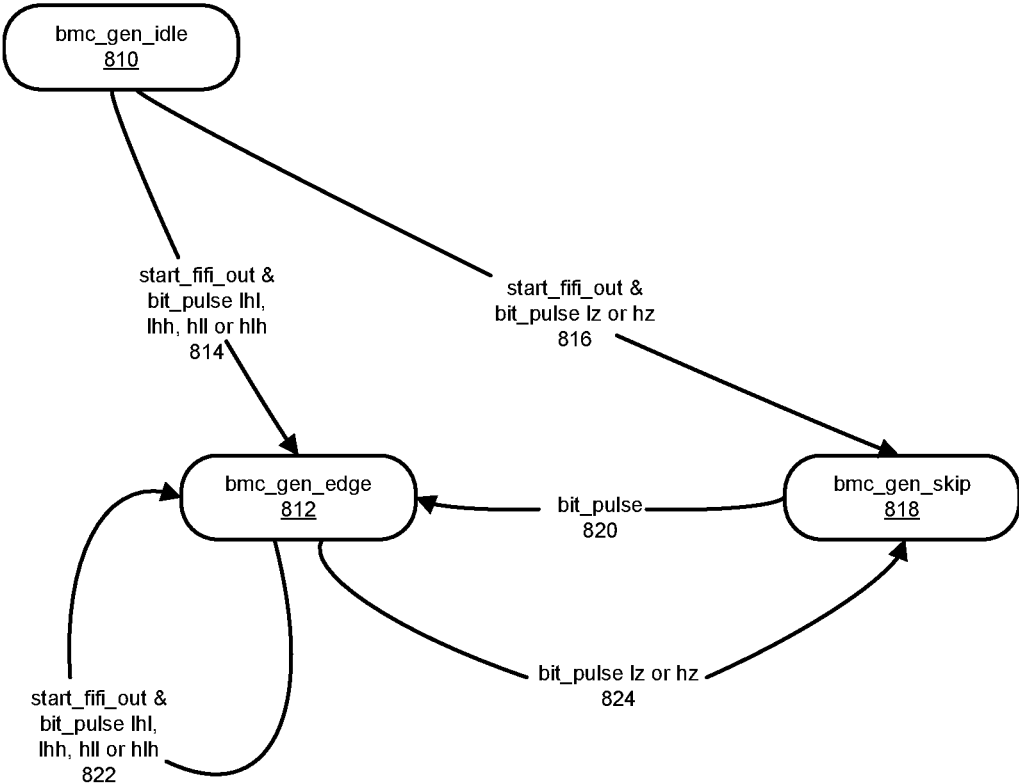 bmc_gen_idle
810
start_fifi_out &
bit_pulse lhl,
lhh, hll or hlh
814
start_fifi_out &
bit_pulse lz or hz
816
bmc_gen_edge
812
bit_pulse
820
bmc_gen_skip
818
bit_pulse lz or hz
824
start_fifi_out &
bit_pulse lhl,
lhh, hll or hlh
822